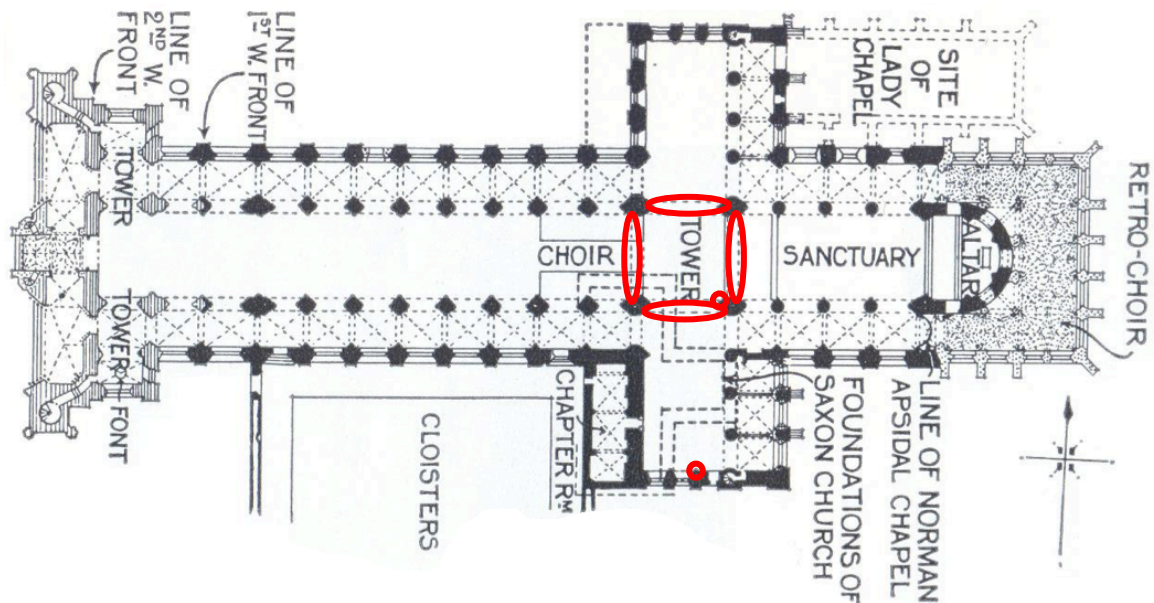 LINE OF
2ND W.
FRONT
LINE OF
1ST W. FRONT
SITE
OF
LADY
CHAPEL
RETRO-CHOIR
TOWER
CHOIR
TOWER
SANCTUARY
ALTAR
TOWER
FONT
CLOISTERS
CHAPTER RM
FOUNDATIONS OF
SAXON CHURCH
LINE OF NORMAN
APSIDAL CHAPEL